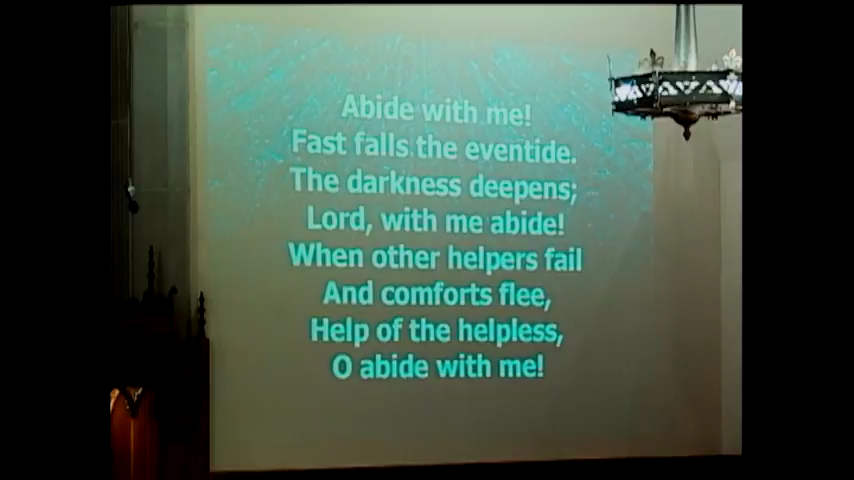 Abide with me!
Fast falls the eventide.
The darkness deepens;
Lord, with me abide!
When other helpers fail
And comforts flee,
Help of the helpless,
O abide with me!